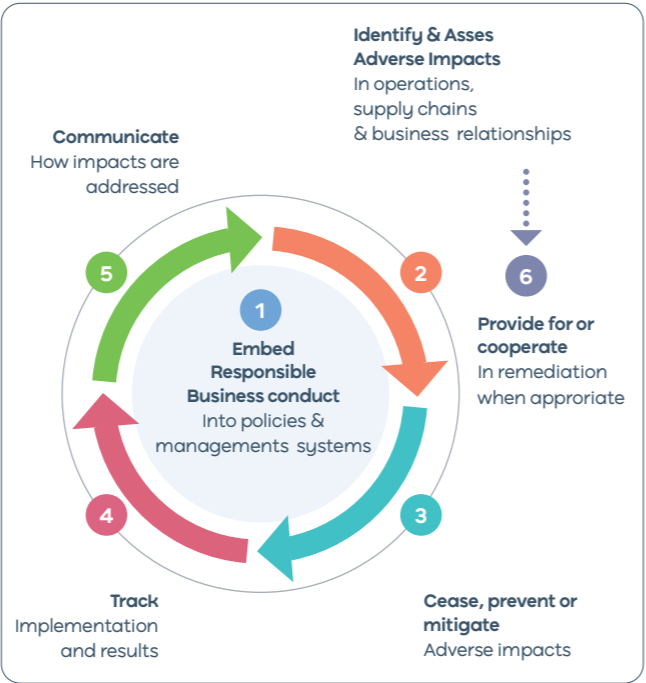 Identify & Asses
Adverse Impacts
In operations,
supply chains
& business relationships
Communicate
How impacts are
addressed
5
2
6
1
Embed
Responsible
Business conduct
Into policies &
managements systems
Provide for or
cooperate
In remediation
when approriate
4
3
Track
Implementation
and results
Cease, prevent or
mitigate
Adverse impacts